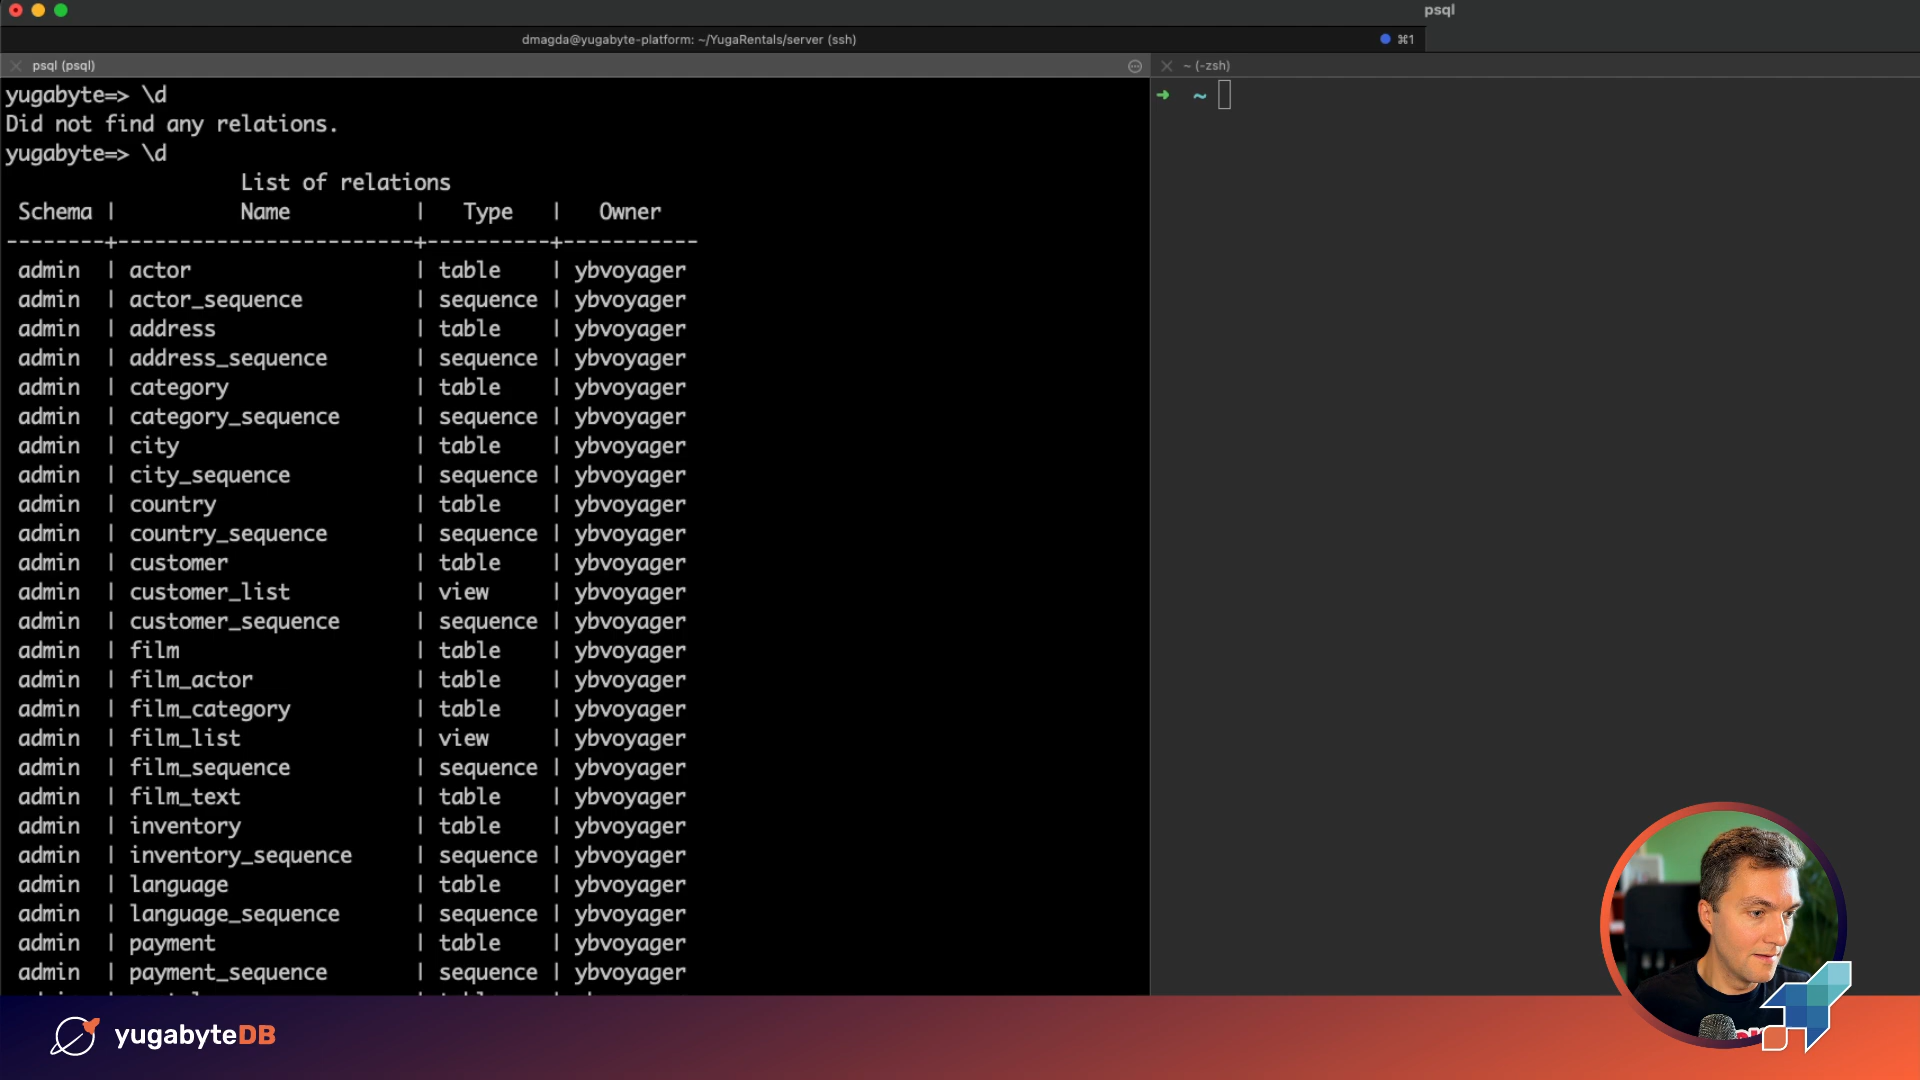 psql
dmagda@yugabyte-platform: ~/YugaRentals/server (ssh)
⌘1
psql (psql)
~ (-zsh)
yugabyte=> \d
➜ ~
Did not find any relations.
yugabyte=> \d
List of relations
Schema | Name | Type | Owner
--------+------------------------+----------+-----------
admin | actor | table | ybvoyager
admin | actor_sequence | sequence | ybvoyager
admin | address | table | ybvoyager
admin | address_sequence | sequence | ybvoyager
admin | category | table | ybvoyager
admin | category_sequence | sequence | ybvoyager
admin | city | table | ybvoyager
admin | city_sequence | sequence | ybvoyager
admin | country | table | ybvoyager
admin | country_sequence | sequence | ybvoyager
admin | customer | table | ybvoyager
admin | customer_list | view | ybvoyager
admin | customer_sequence | sequence | ybvoyager
admin | film | table | ybvoyager
admin | film_actor | table | ybvoyager
admin | film_category | table | ybvoyager
admin | film_list | view | ybvoyager
admin | film_sequence | sequence | ybvoyager
admin | film_text | table | ybvoyager
admin | inventory | table | ybvoyager
admin | inventory_sequence | sequence | ybvoyager
admin | language | table | ybvoyager
admin | language_sequence | sequence | ybvoyager
admin | payment | table | ybvoyager
admin | payment_sequence | sequence | ybvoyager
yugabyteDB